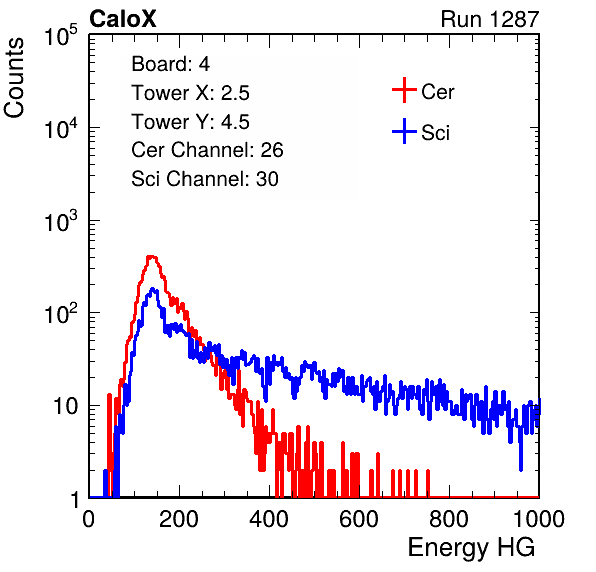 CaloX Run 1287
Counts
Board: 4
Tower X: 2.5
Tower Y: 4.5
Cer Channel: 26
Sci Channel: 30
Cer
Sci
10^5
10^4
10^3
10^2
10
1
0 200 400 600 800 1000
Energy HG